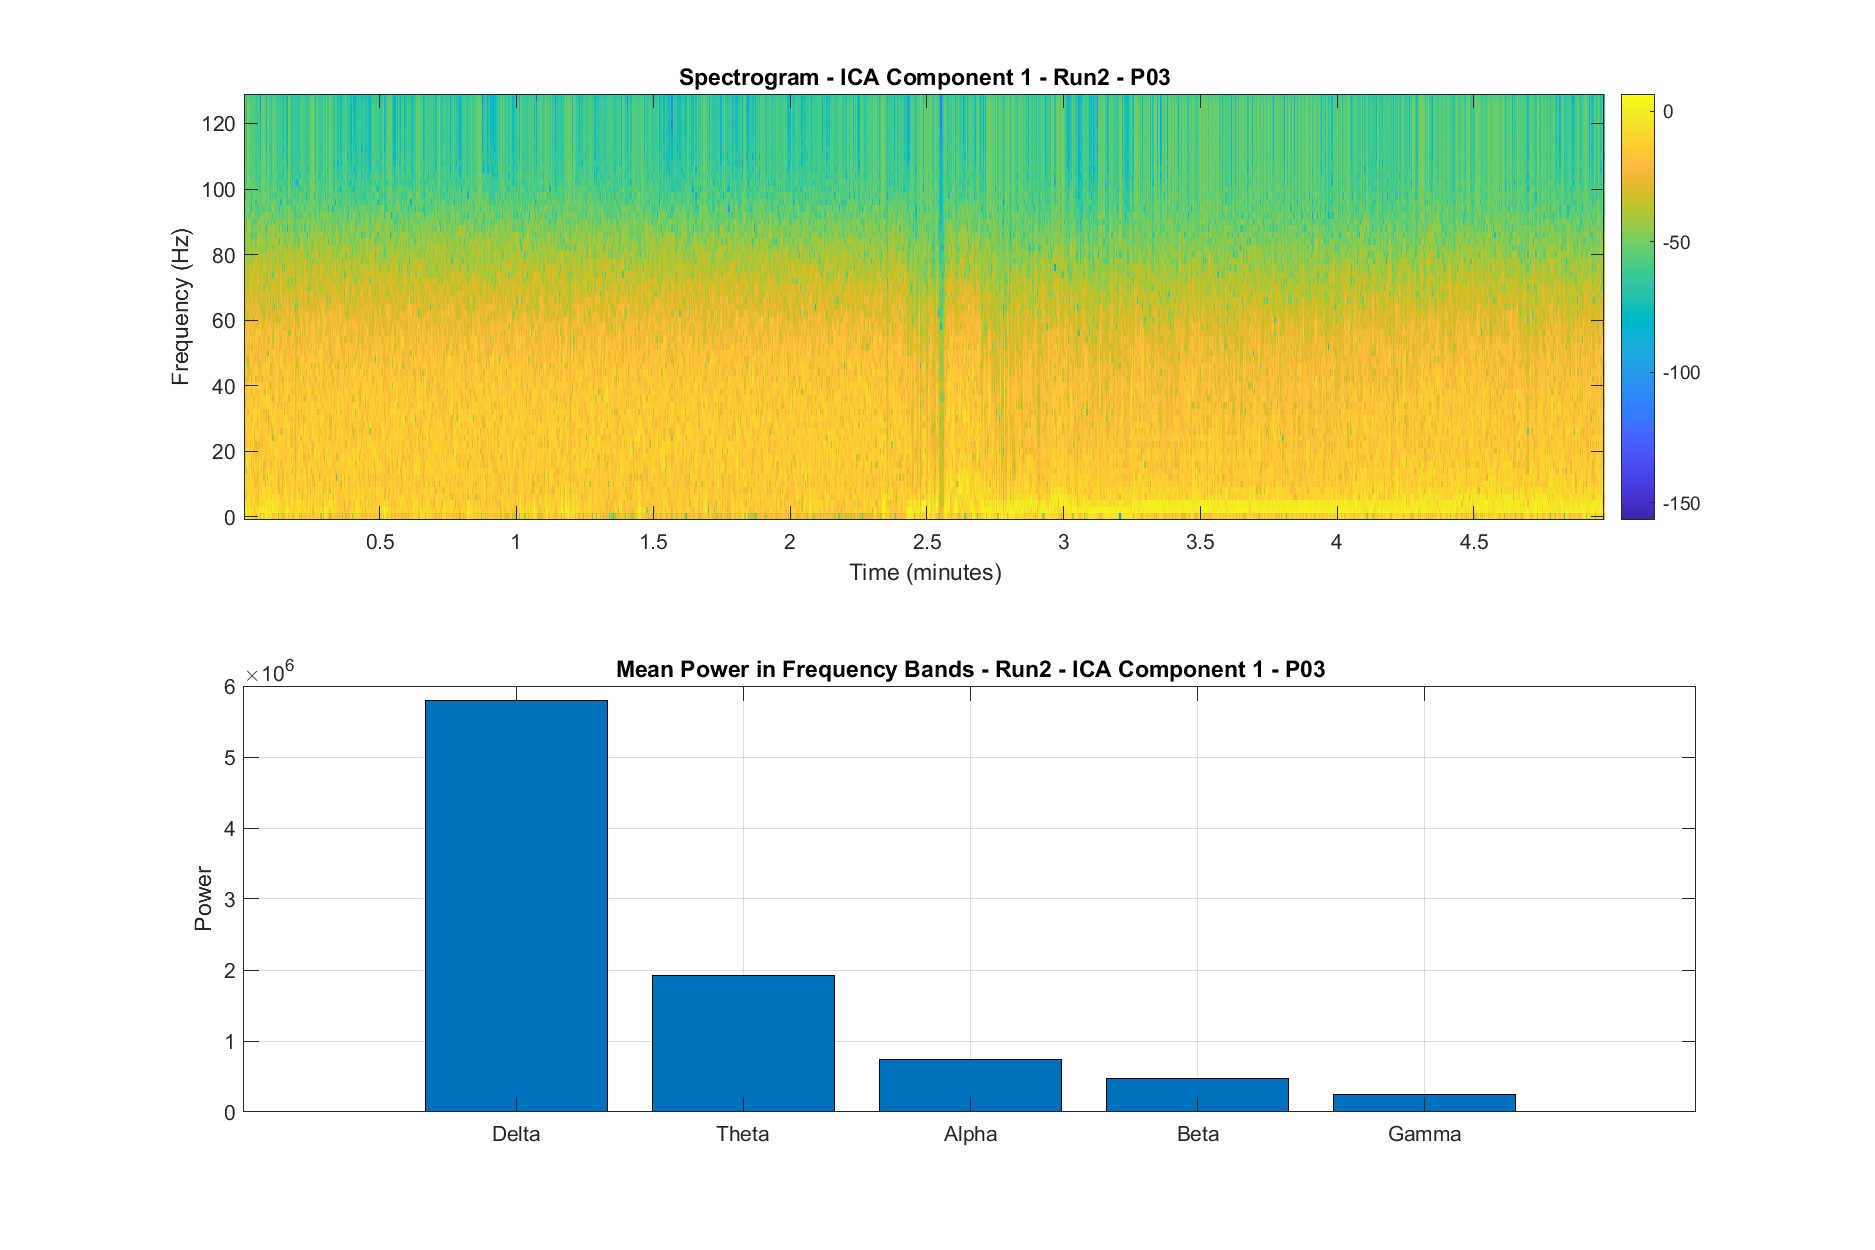 Spectrogram - ICA Component 1 - Run2 - P03
120
100
80
60
40
20
0
Frequency (Hz)
0.5 1 1.5 2 2.5 3 3.5 4 4.5
Time (minutes)
0
-50
-100
-150
Mean Power in Frequency Bands - Run2 - ICA Component 1 - P03
×10⁶
6
5
4
3
2
1
0
Power
Delta Theta Alpha Beta Gamma